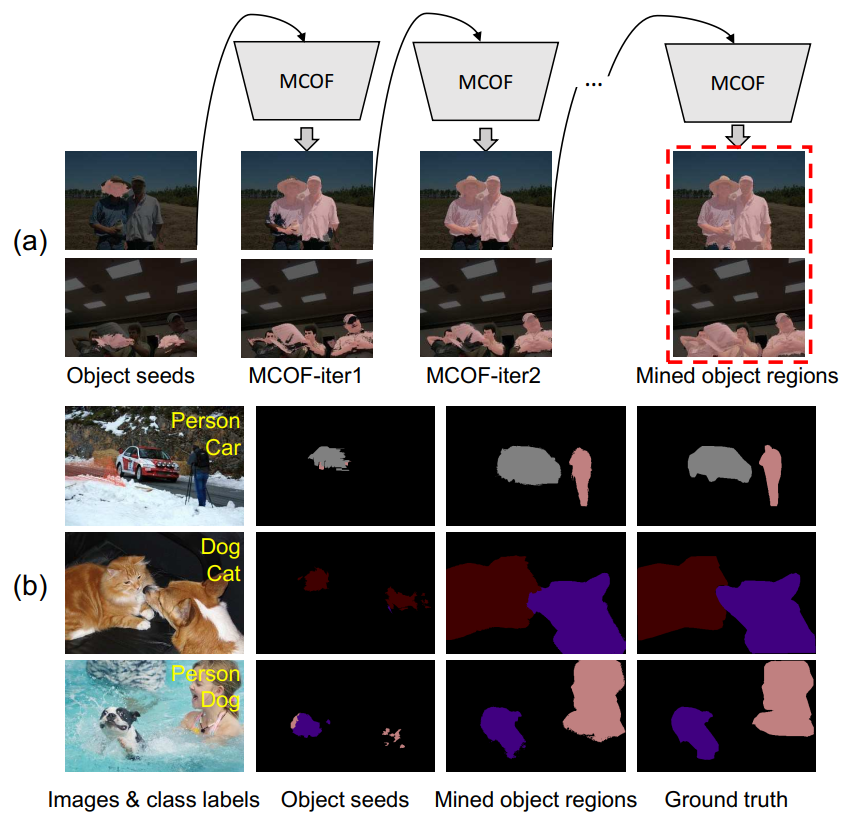 MCOF
MCOF
...
MCOF
(a)
Object seeds
MCOF-iter1
MCOF-iter2
Mined object regions
(b)
Person
Car
Dog
Cat
Person
Dog
Images & class labels
Object seeds
Mined object regions
Ground truth